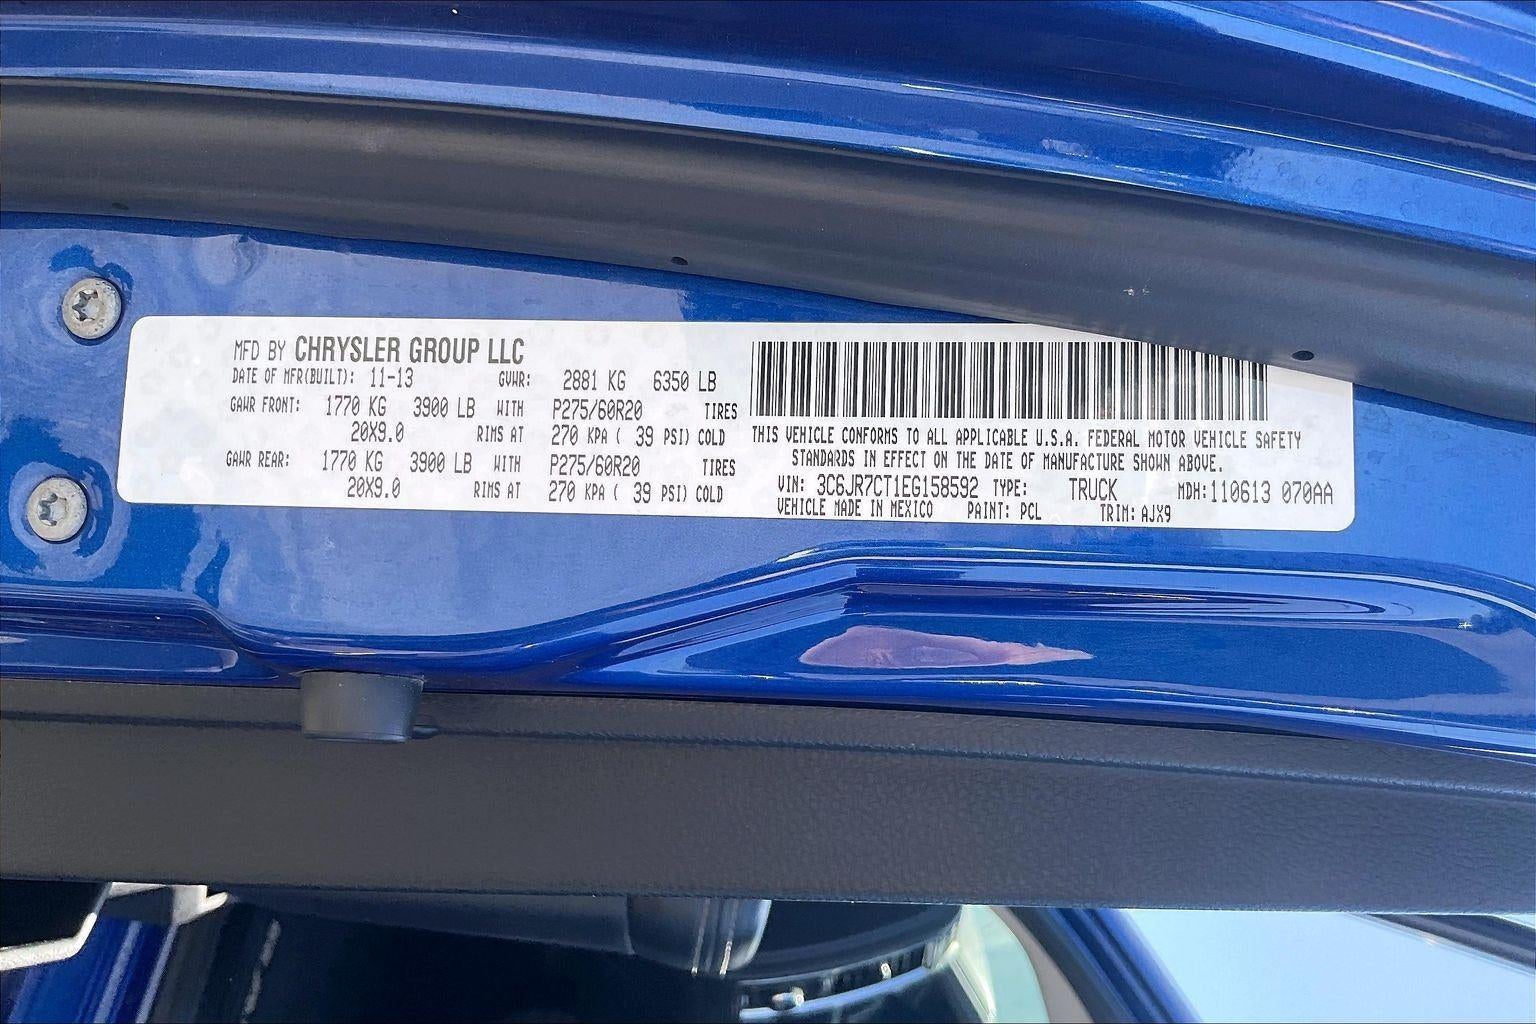 MFD BY CHRYSLER GROUP LLC
DATE OF MFR(BUILT): 11-13 GVWR: 2881 KG 6350 LB
GAWR FRONT: 1770 KG 3900 LB WITH P275/60R20 TIRES
20X9.0 RIMS AT 270 KPA ( 39 PSI) COLD
GAWR REAR: 1770 KG 3900 LB WITH P275/60R20 TIRES
20X9.0 RIMS AT 270 KPA ( 39 PSI) COLD
THIS VEHICLE CONFORMS TO ALL APPLICABLE U.S.A. FEDERAL MOTOR VEHICLE SAFETY
STANDARDS IN EFFECT ON THE DATE OF MANUFACTURE SHOWN ABOVE.
VIN: 3C6JR7CT1EG158592 TYPE: TRUCK MDH: 110613 070AA
VEHICLE MADE IN MEXICO PAINT: PCL TRIM: AJX9